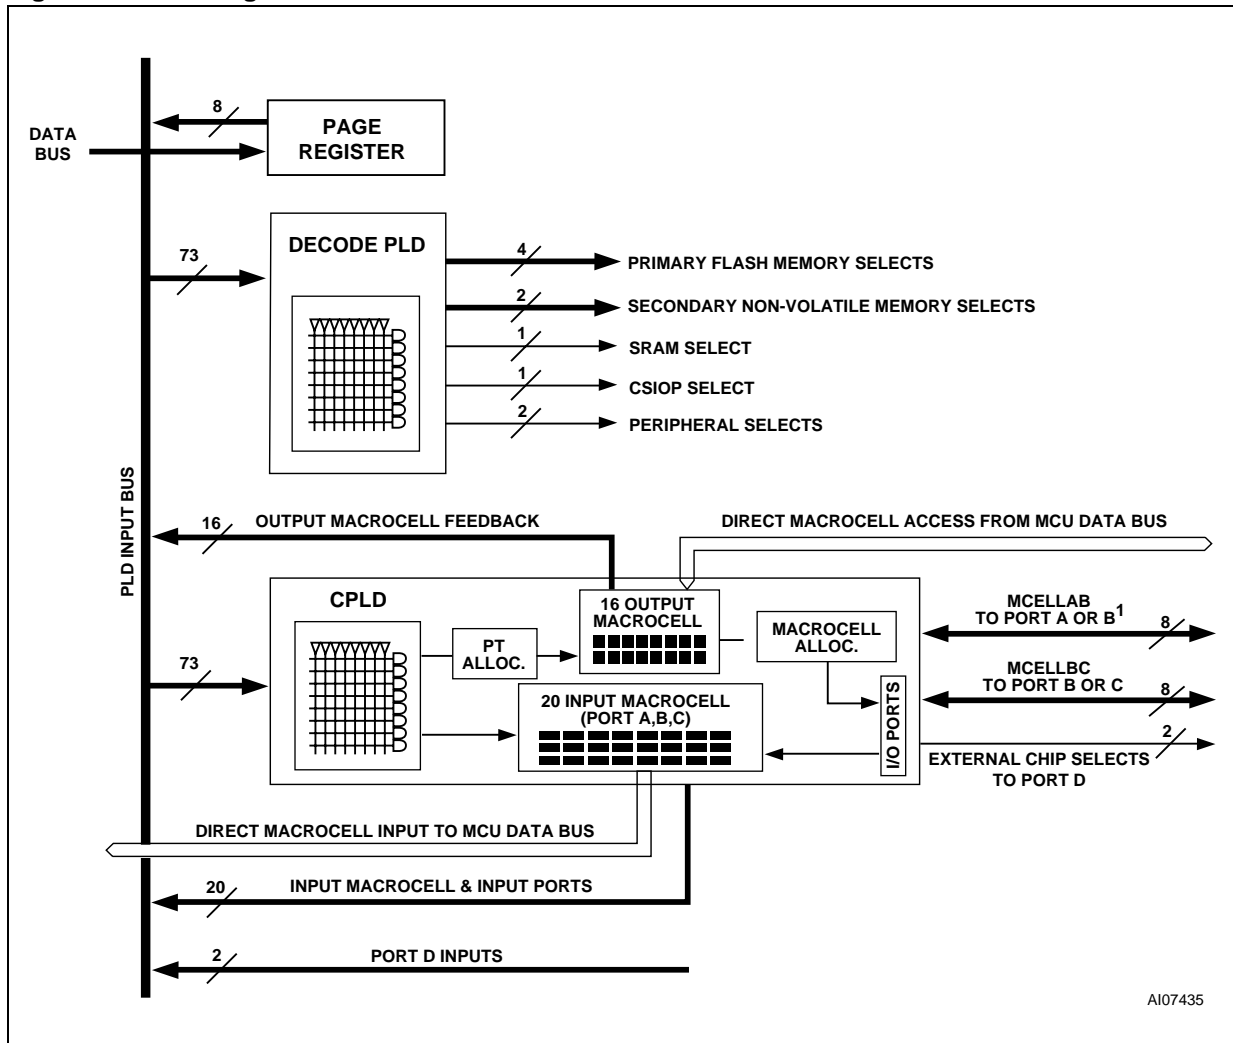 8
DATA
BUS
PAGE
REGISTER
73
DECODE PLD
4
PRIMARY FLASH MEMORY SELECTS
2
SECONDARY NON-VOLATILE MEMORY SELECTS
1
SRAM SELECT
1
CSIOP SELECT
2
PERIPHERAL SELECTS
PLD INPUT BUS
16
OUTPUT MACROCELL FEEDBACK
DIRECT MACROCELL ACCESS FROM MCU DATA BUS
CPLD
73
PT
ALLOC.
16 OUTPUT
MACROCELL
MACROCELL
ALLOC.
20 INPUT MACROCELL
(PORT A,B,C)
I/O PORTS
MCELLAB
TO PORT A OR B1
8
MCELLBC
TO PORT B OR C
8
2
EXTERNAL CHIP SELECTS
TO PORT D
DIRECT MACROCELL INPUT TO MCU DATA BUS
20
INPUT MACROCELL & INPUT PORTS
2
PORT D INPUTS
AI07435